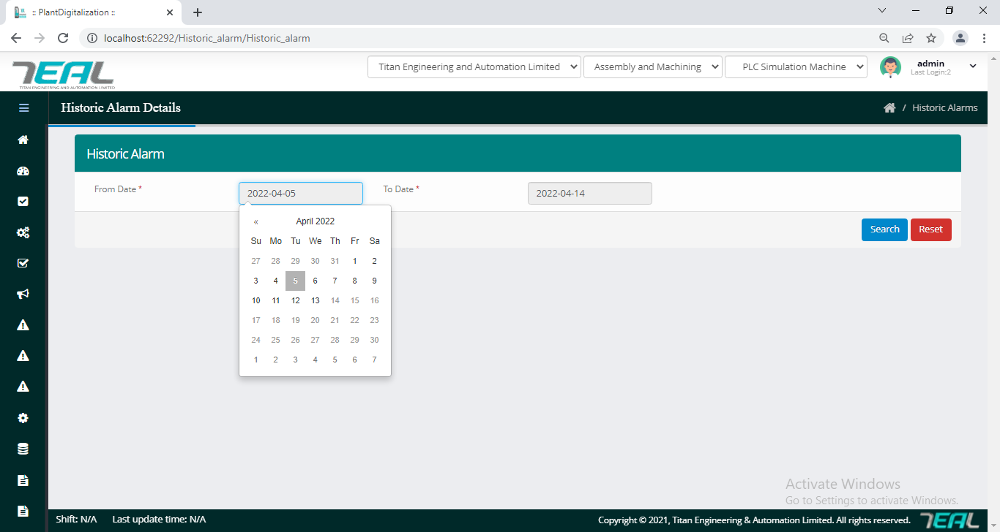 :: PlantDigitalization ::
localhost:62292/Historic_alarm/Historic_alarm
TEAL
TITAN ENGINEERING AND AUTOMATION LIMITED
Titan Engineering and Automation Limited Assembly and Machining PLC Simulation Machine
admin
Last Login:2
Historic Alarm Details
/ Historic Alarms
Historic Alarm
From Date * 2022-04-05 To Date * 2022-04-14
« April 2022
Su Mo Tu We Th Fr Sa
27 28 29 30 31 1 2
3 4 5 6 7 8 9
10 11 12 13 14 15 16
17 18 19 20 21 22 23
24 25 26 27 28 29 30
1 2 3 4 5 6 7
Search Reset
Activate Windows
Go to Settings to activate Windows.
Shift: N/A Last update time: N/A
Copyright © 2021, Titan Engineering & Automation Limited. All rights reserved. TEAL